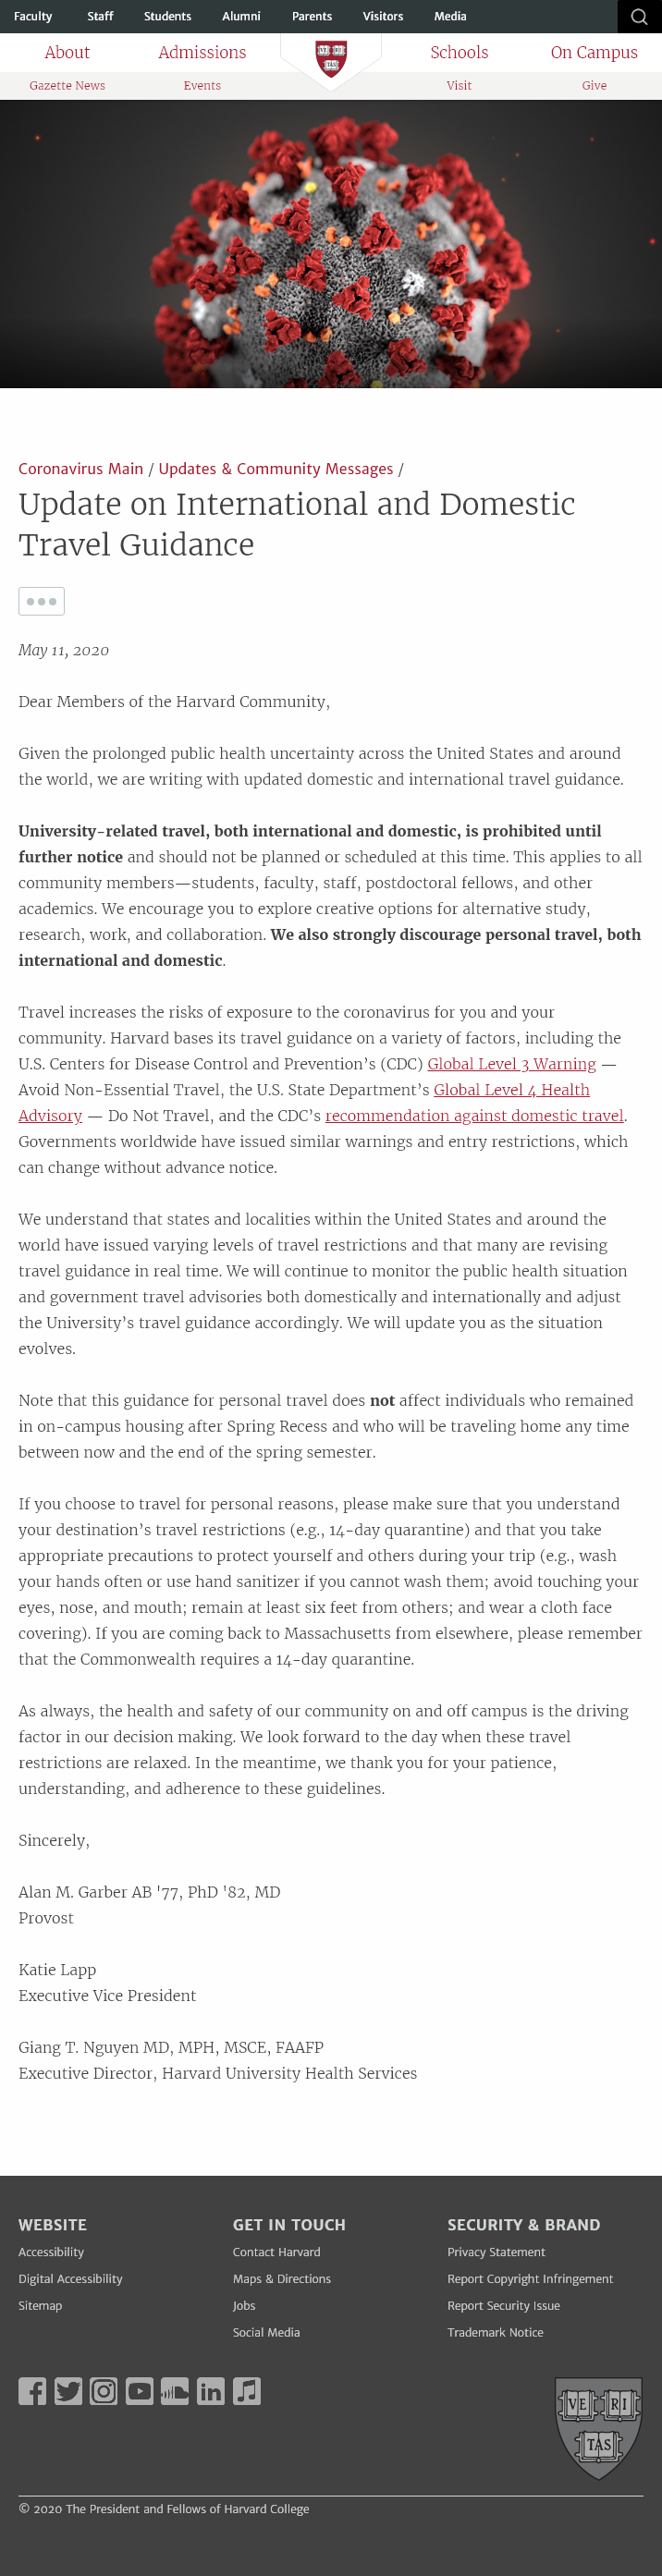 Faculty Staff Students Alumni Parents Visitors Media
About Admissions Schools On Campus
VE RI TAS
Gazette News Events Visit Give
Coronavirus Main / Updates & Community Messages /
Update on International and Domestic
Travel Guidance
May 11, 2020
Dear Members of the Harvard Community,
Given the prolonged public health uncertainty across the United States and around
the world, we are writing with updated domestic and international travel guidance.
University-related travel, both international and domestic, is prohibited until
further notice and should not be planned or scheduled at this time. This applies to all
community members—students, faculty, staff, postdoctoral fellows, and other
academics. We encourage you to explore creative options for alternative study,
research, work, and collaboration. We also strongly discourage personal travel, both
international and domestic.
Travel increases the risks of exposure to the coronavirus for you and your
community. Harvard bases its travel guidance on a variety of factors, including the
U.S. Centers for Disease Control and Prevention’s (CDC) Global Level 3 Warning —
Avoid Non-Essential Travel, the U.S. State Department’s Global Level 4 Health
Advisory — Do Not Travel, and the CDC’s recommendation against domestic travel.
Governments worldwide have issued similar warnings and entry restrictions, which
can change without advance notice.
We understand that states and localities within the United States and around the
world have issued varying levels of travel restrictions and that many are revising
travel guidance in real time. We will continue to monitor the public health situation
and government travel advisories both domestically and internationally and adjust
the University’s travel guidance accordingly. We will update you as the situation
evolves.
Note that this guidance for personal travel does not affect individuals who remained
in on-campus housing after Spring Recess and who will be traveling home any time
between now and the end of the spring semester.
If you choose to travel for personal reasons, please make sure that you understand
your destination’s travel restrictions (e.g., 14-day quarantine) and that you take
appropriate precautions to protect yourself and others during your trip (e.g., wash
your hands often or use hand sanitizer if you cannot wash them; avoid touching your
eyes, nose, and mouth; remain at least six feet from others; and wear a cloth face
covering). If you are coming back to Massachusetts from elsewhere, please remember
that the Commonwealth requires a 14-day quarantine.
As always, the health and safety of our community on and off campus is the driving
factor in our decision making. We look forward to the day when these travel
restrictions are relaxed. In the meantime, we thank you for your patience,
understanding, and adherence to these guidelines.
Sincerely,
Alan M. Garber AB '77, PhD '82, MD
Provost
Katie Lapp
Executive Vice President
Giang T. Nguyen MD, MPH, MSCE, FAAFP
Executive Director, Harvard University Health Services
WEBSITE
Accessibility
Digital Accessibility
Sitemap
GET IN TOUCH
Contact Harvard
Maps & Directions
Jobs
Social Media
SECURITY & BRAND
Privacy Statement
Report Copyright Infringement
Report Security Issue
Trademark Notice
VE RI
TAS
© 2020 The President and Fellows of Harvard College